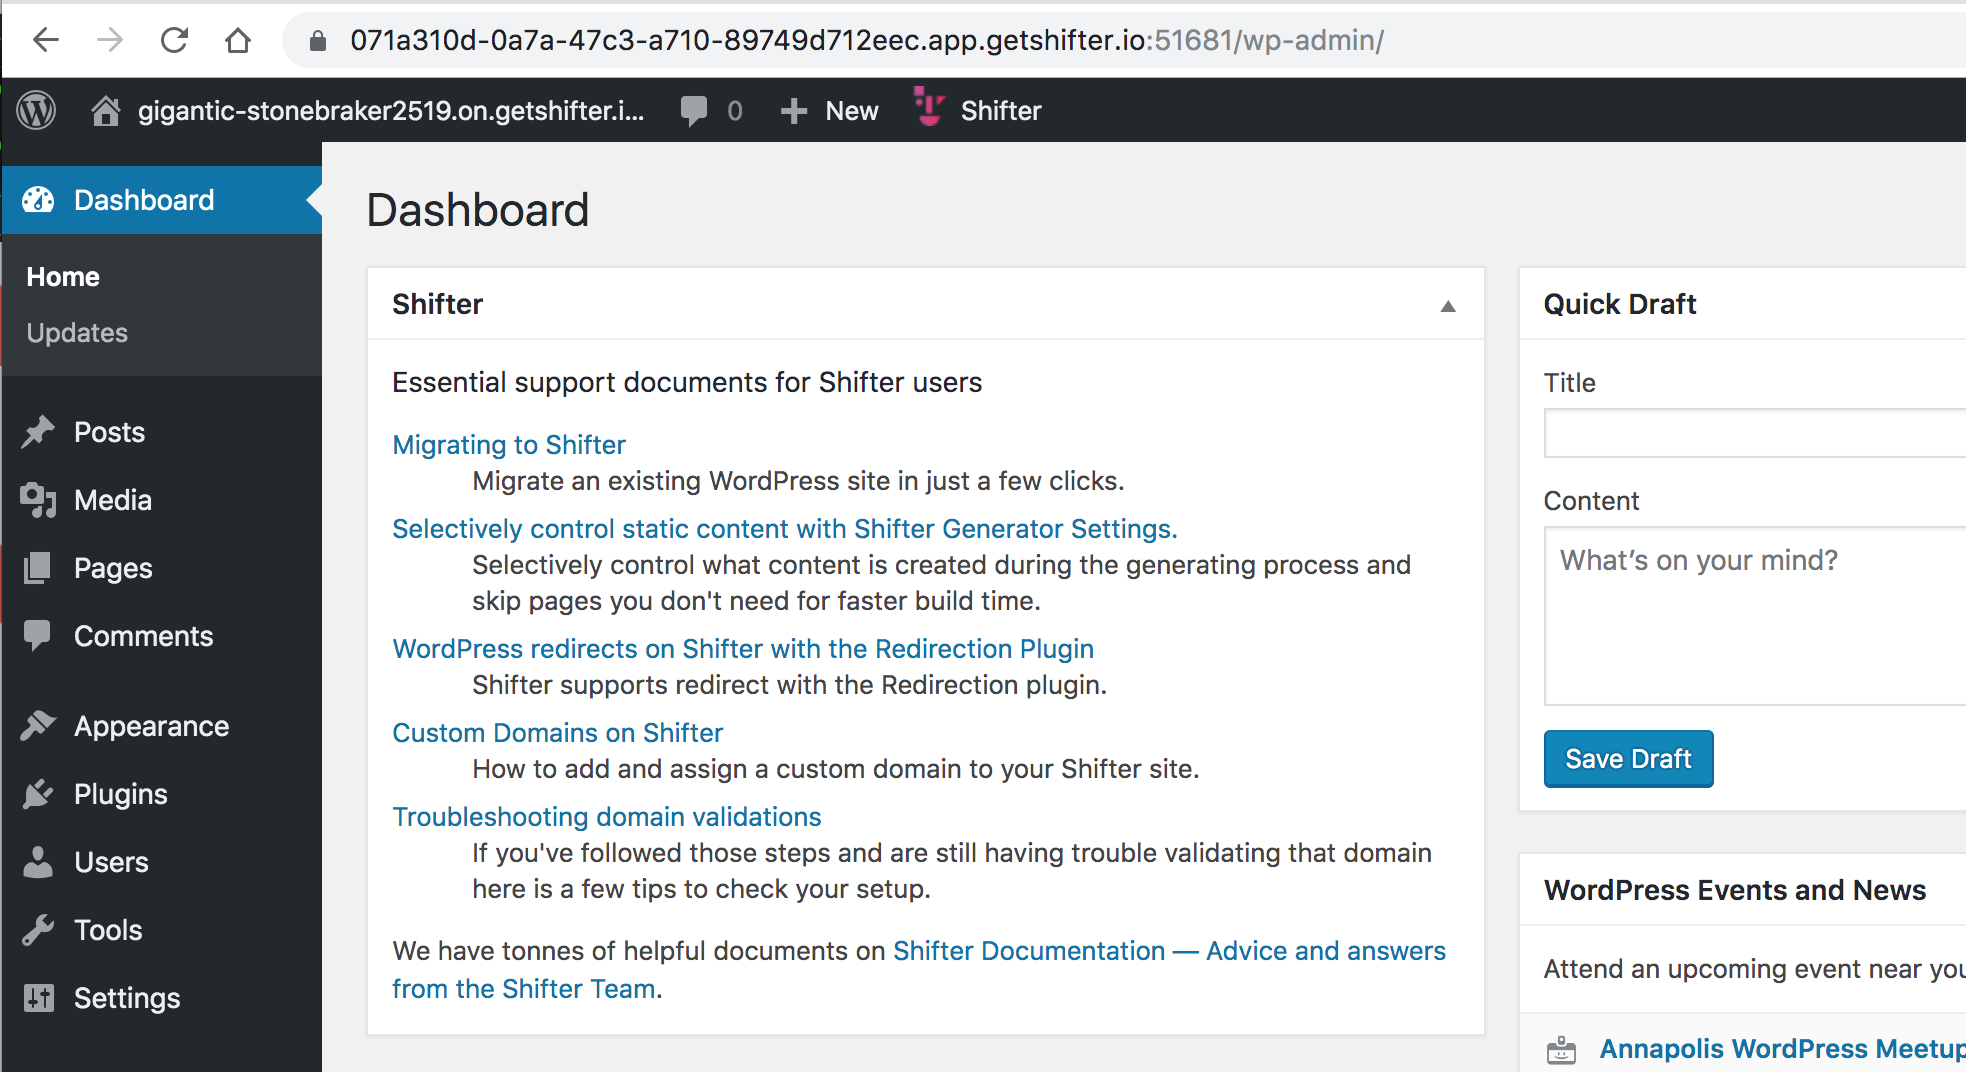 071a310d-0a7a-47c3-a710-89749d712eec.app.getshifter.io:51681/wp-admin/
gigantic-stonebraker2519.on.getshifter.i... 0 New Shifter
Dashboard
Home
Updates
Posts
Media
Pages
Comments
Appearance
Plugins
Users
Tools
Settings
Dashboard
Shifter
Essential support documents for Shifter users
Migrating to Shifter
Migrate an existing WordPress site in just a few clicks.
Selectively control static content with Shifter Generator Settings.
Selectively control what content is created during the generating process and
skip pages you don't need for faster build time.
WordPress redirects on Shifter with the Redirection Plugin
Shifter supports redirect with the Redirection plugin.
Custom Domains on Shifter
How to add and assign a custom domain to your Shifter site.
Troubleshooting domain validations
If you've followed those steps and are still having trouble validating that domain
here is a few tips to check your setup.
We have tonnes of helpful documents on Shifter Documentation — Advice and answers
from the Shifter Team.
Quick Draft
Title
Content
What’s on your mind?
Save Draft
WordPress Events and News
Attend an upcoming event near you
Annapolis WordPress Meetup